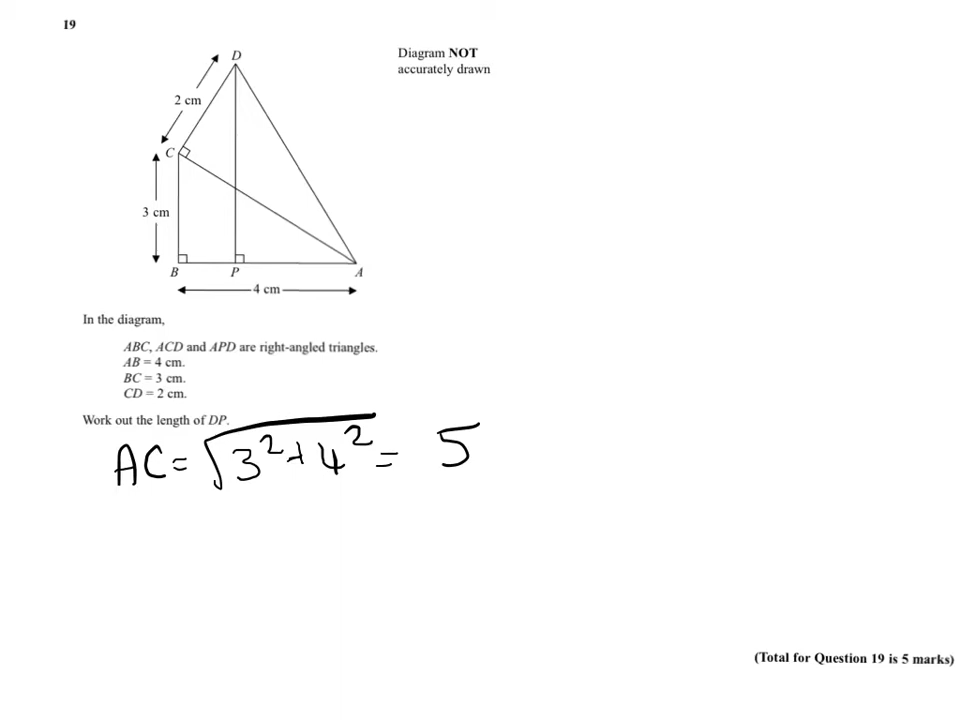 19
Diagram NOT
accurately drawn
D
2 cm
C
3 cm
B
P
A
4 cm
In the diagram,
ABC, ACD and APD are right-angled triangles.
AB = 4 cm.
BC = 3 cm.
CD = 2 cm.
Work out the length of DP.
AC = √3² + 4² = 5
(Total for Question 19 is 5 marks)